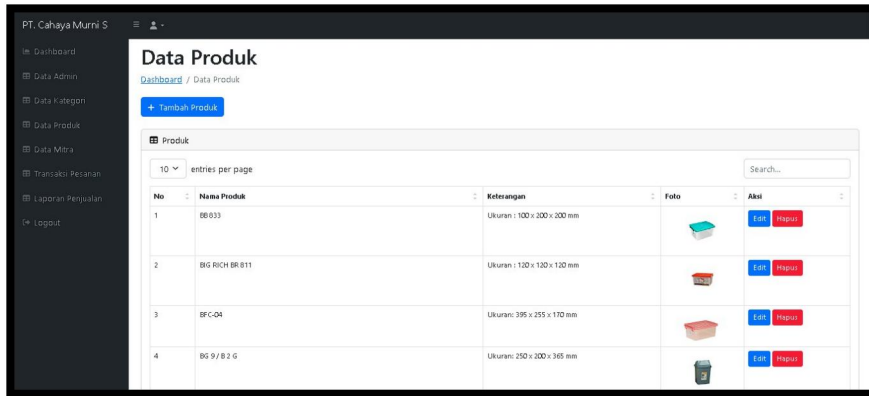 PT. Cahaya Murni S
Dashboard
Data Admin
Data Kategori
Data Produk
Data Mitra
Transaksi Pesanan
Laporan Penjualan
Logout
Data Produk
Dashboard / Data Produk
+ Tambah Produk
Produk
10 entries per page
Search...
No Nama Produk Keterangan Foto Aksi
1 BB 833 Ukuran : 100 x 200 x 200 mm Edit Hapus
2 BIG RICH BR 811 Ukuran : 120 x 120 x 120 mm Edit Hapus
3 BFC-04 Ukuran: 395 x 255 x 170 mm Edit Hapus
4 BG 9 / B 2 G Ukuran: 250 x 200 x 365 mm Edit Hapus